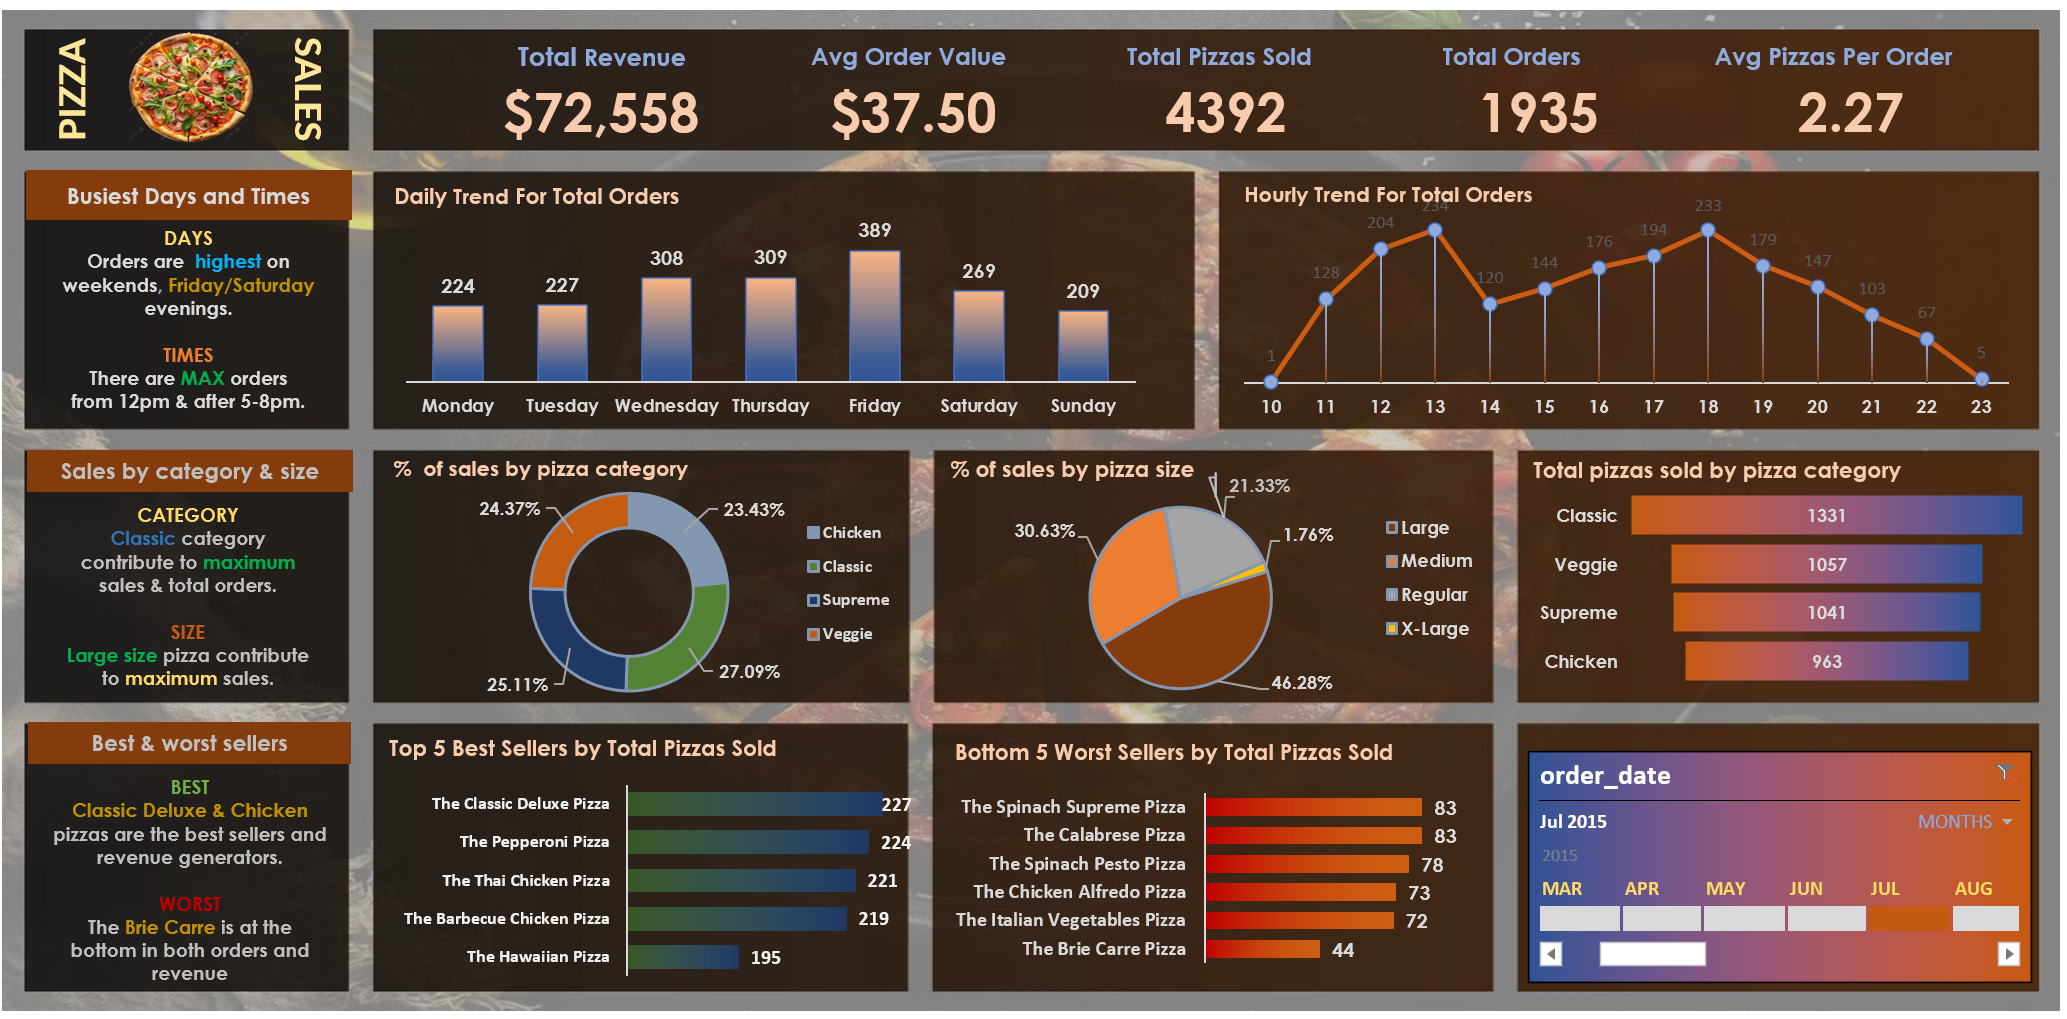 PIZZA
SALES
Total Revenue
$72,558
Avg Order Value
$37.50
Total Pizzas Sold
4392
Total Orders
1935
Avg Pizzas Per Order
2.27
Busiest Days and Times
DAYS
Orders are highest on
weekends, Friday/Saturday
evenings.
TIMES
There are MAX orders
from 12pm & after 5-8pm.
Daily Trend For Total Orders
224 227 308 309 389 269 209
Monday Tuesday Wednesday Thursday Friday Saturday Sunday
Hourly Trend For Total Orders
1 128 204 234 120 144 176 194 233 179 147 103 67 5
10 11 12 13 14 15 16 17 18 19 20 21 22 23
Sales by category & size
CATEGORY
Classic category
contribute to maximum
sales & total orders.
SIZE
Large size pizza contribute
to maximum sales.
% of sales by pizza category
24.37%
23.43%
25.11%
27.09%
Chicken
Classic
Supreme
Veggie
% of sales by pizza size
21.33%
30.63%
1.76%
46.28%
Large
Medium
Regular
X-Large
Total pizzas sold by pizza category
Classic 1331
Veggie 1057
Supreme 1041
Chicken 963
Best & worst sellers
BEST
Classic Deluxe & Chicken
pizzas are the best sellers and
revenue generators.
WORST
The Brie Carre is at the
bottom in both orders and
revenue
Top 5 Best Sellers by Total Pizzas Sold
The Classic Deluxe Pizza 227
The Pepperoni Pizza 224
The Thai Chicken Pizza 221
The Barbecue Chicken Pizza 219
The Hawaiian Pizza 195
Bottom 5 Worst Sellers by Total Pizzas Sold
The Spinach Supreme Pizza 83
The Calabrese Pizza 83
The Spinach Pesto Pizza 78
The Chicken Alfredo Pizza 73
The Italian Vegetables Pizza 72
The Brie Carre Pizza 44
order_date
Jul 2015 MONTHS
2015
MAR APR MAY JUN JUL AUG